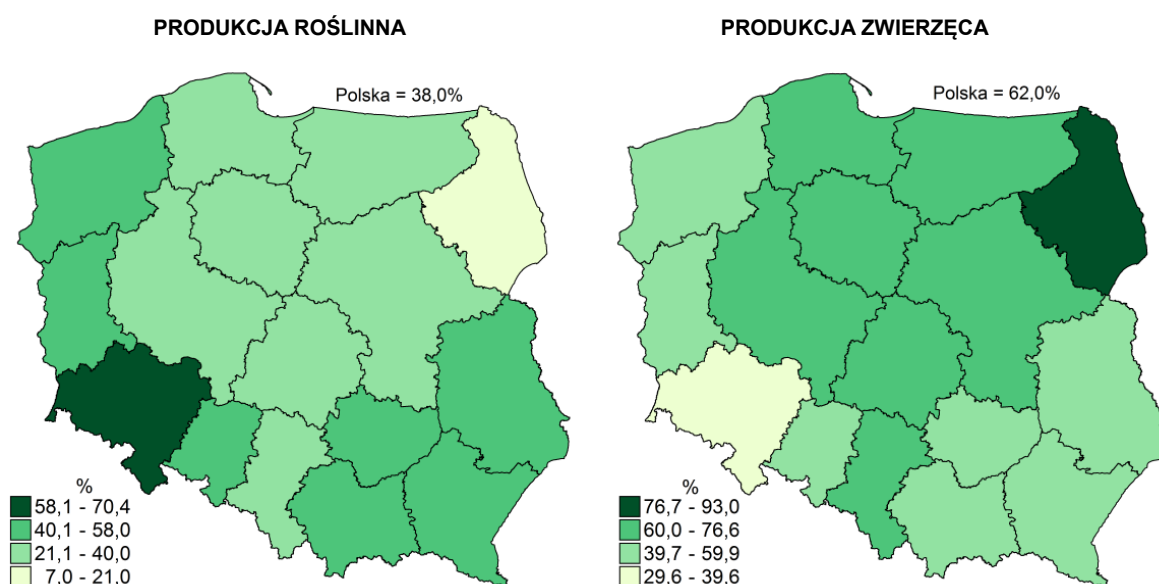 PRODUKCJA ROŚLINNA
Polska = 38,0%
%
58,1 - 70,4
40,1 - 58,0
21,1 - 40,0
7,0 - 21,0
PRODUKCJA ZWIERZĘCA
Polska = 62,0%
%
76,7 - 93,0
60,0 - 76,6
39,7 - 59,9
29,6 - 39,6